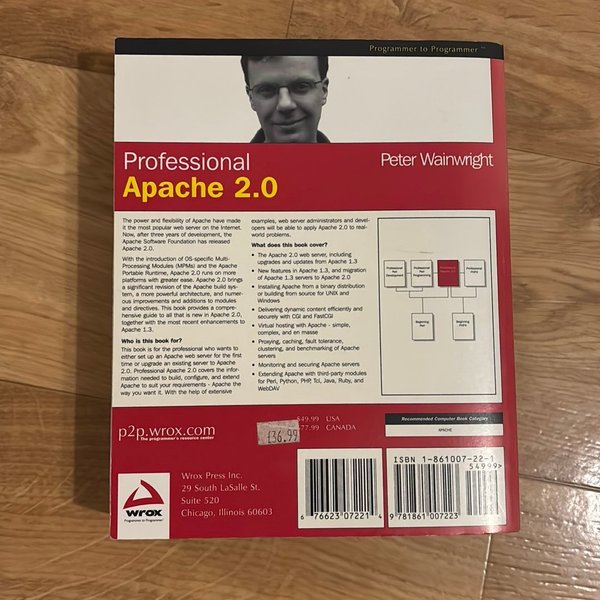 Programmer to Programmer™
Professional
Apache 2.0
Peter Wainwright
The power and flexibility of Apache have made
it the most popular web server on the Internet.
Now, after three years of development, the
Apache Software Foundation has released
Apache 2.0.
With the introduction of OS-specific Multi-
Processing Modules (MPMs) and the Apache
Portable Runtime, Apache 2.0 runs on more
platforms with greater ease. Apache 2.0 brings
a significant revision of the Apache build sys-
tem, a more powerful architecture, and numer-
ous improvements and additions to modules
and directives. This book provides a compre-
hensive guide to all that is new in Apache 2.0,
together with the most recent enhancements to
Apache 1.3.
Who is this book for?
This book is for the professional who wants to
either set up an Apache web server for the first
time or upgrade an existing server to Apache
2.0. Professional Apache 2.0 covers the infor-
mation needed to build, configure, and extend
Apache to suit your requirements - Apache the
way you want it. With the help of extensive
examples, web server administrators and devel-
opers will be able to apply Apache 2.0 to real-
world problems.
What does this book cover?
• The Apache 2.0 web server, including
upgrades and updates from Apache 1.3
• New features in Apache 1.3, and migration
of Apache 1.3 servers to Apache 2.0
• Installing Apache from a binary distribution
or building from source for UNIX and
Windows
• Delivering dynamic content efficiently and
securely with CGI and FastCGI
• Virtual hosting with Apache - simple,
complex, and en masse
• Proxying, caching, fault tolerance,
clustering, and benchmarking of Apache
servers
• Monitoring and securing Apache servers
• Extending Apache with third-party modules
for Perl, Python, PHP, Tcl, Java, Ruby, and
WebDAV
Professional
Perl
Development
Professional
Perl
Programming
Professional
Beginning
Perl
Beginning
p2p.wrox.com
The programmer's resource center
$49.99 USA
$77.99 CANADA
£36.99
Recommended Computer Book Category
APACHE
Wrox Press Inc.
29 South LaSalle St.
Suite 520
Chicago, Illinois 60603
wrox
Programmer to Programmer™
ISBN 1-861007-22-1
54999>
6 76623 07221 4
9 781861 007223